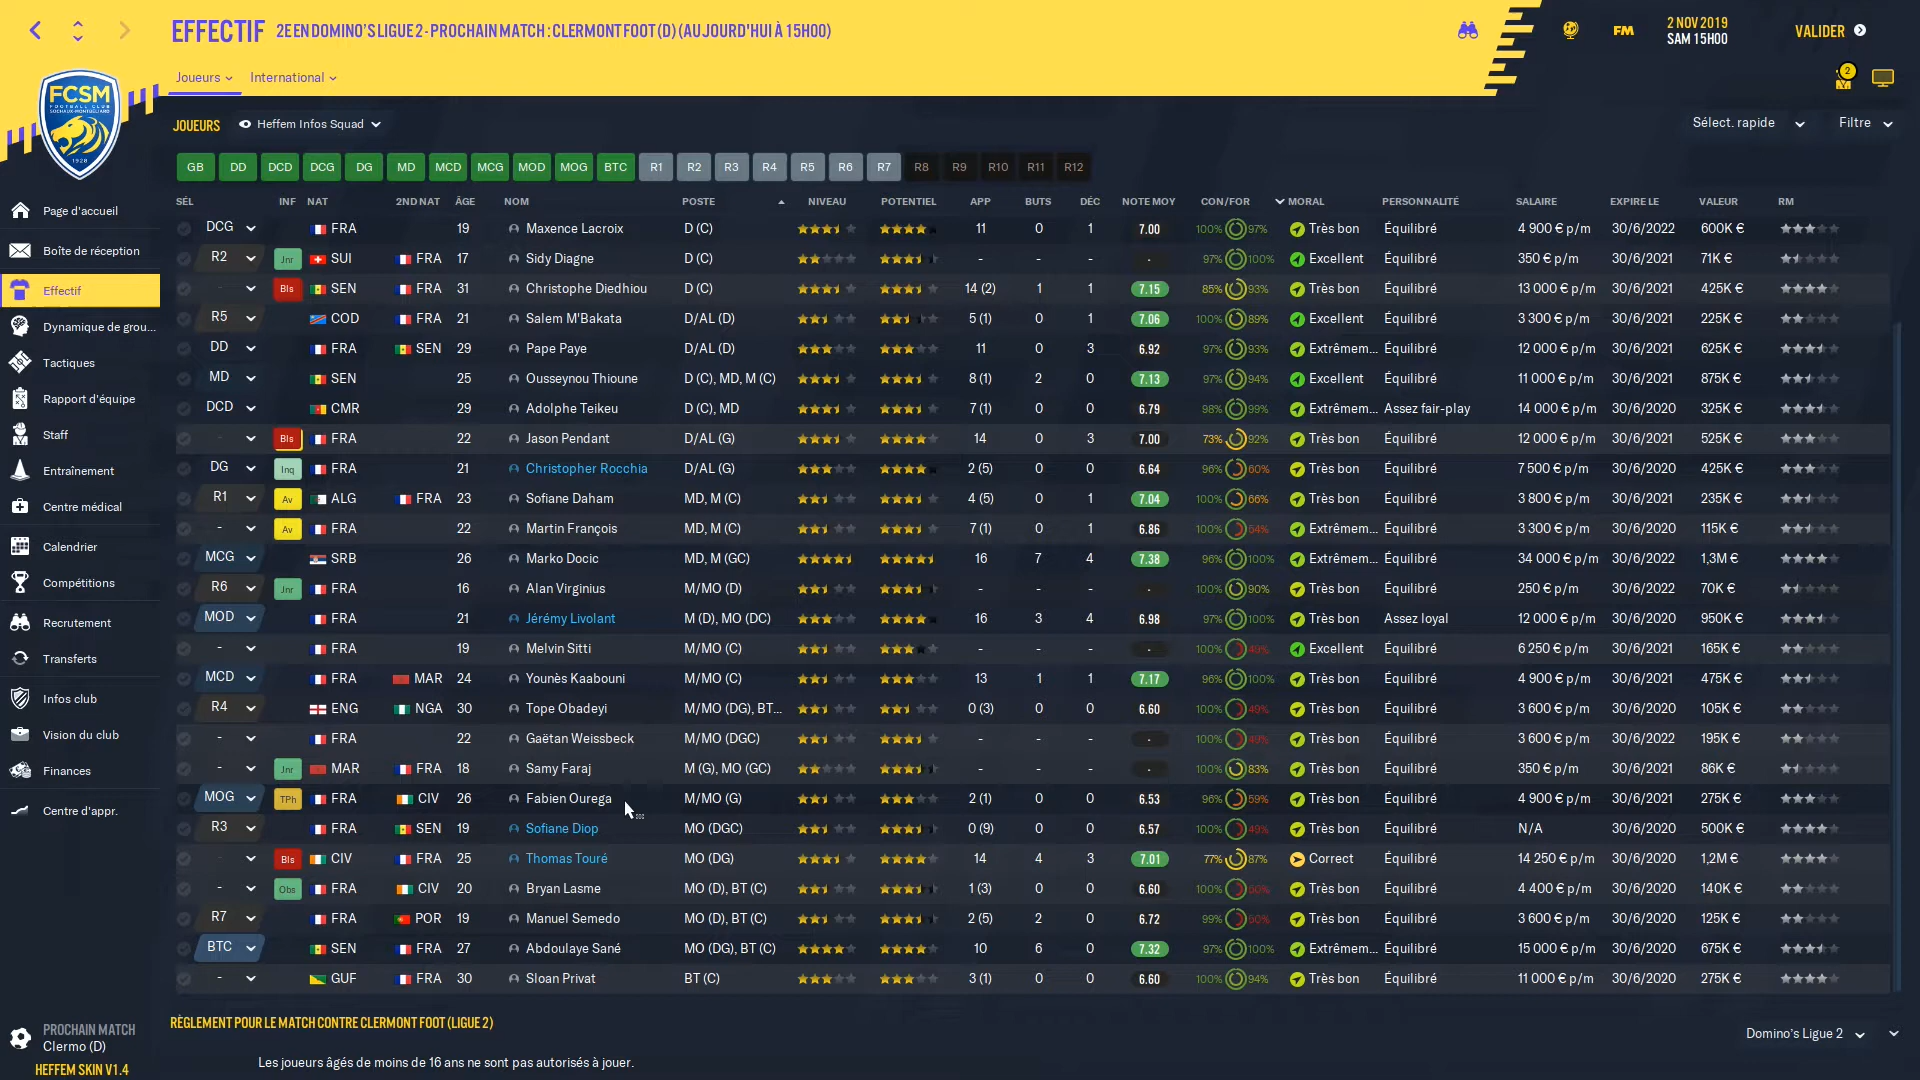 EFFECTIF 2E EN DOMINO'S LIGUE 2 - PROCHAIN MATCH : CLERMONT FOOT (D) (AUJOURD'HUI À 15H00)
FM
2 NOV 2019
SAM 15H00
VALIDER
Joueurs
International
2
FCSM
FOOTBALL CLUB
SOCHAUX-MONTBÉLIARD
1928
JOUEURS
Heffem Infos Squad
Sélect. rapide
Filtre
GB DD DCD DCG DG MD MCD MCG MOD MOG BTC R1 R2 R3 R4 R5 R6 R7 R8 R9 R10 R11 R12
SÉL INF NAT 2ND NAT ÂGE NOM POSTE NIVEAU POTENTIEL APP BUTS DÉC NOTE MOY CON/FOR MORAL PERSONNALITÉ SALAIRE EXPIRE LE VALEUR RM
DCG FRA 19 Maxence Lacroix D (C) 11 0 1 7.00 100% 97% Très bon Équilibré 4 900 € p/m 30/6/2022 600K €
R2 Jnr SUI FRA 17 Sidy Diagne D (C) - - - - 97% 100% Excellent Équilibré 350 € p/m 30/6/2021 71K €
- Bls SEN FRA 31 Christophe Diedhiou D (C) 14 (2) 1 1 7.15 85% 93% Très bon Équilibré 13 000 € p/m 30/6/2021 425K €
R5 COD FRA 21 Salem M'Bakata D/AL (D) 5 (1) 0 1 7.06 100% 89% Excellent Équilibré 3 300 € p/m 30/6/2021 225K €
DD FRA SEN 29 Pape Paye D/AL (D) 11 0 3 6.92 97% 93% Extrêmem... Équilibré 12 000 € p/m 30/6/2021 625K €
MD SEN 25 Ousseynou Thioune D (C), MD, M (C) 8 (1) 2 0 7.13 97% 94% Excellent Équilibré 11 000 € p/m 30/6/2021 875K €
DCD CMR 29 Adolphe Teikeu D (C), MD 7 (1) 0 0 6.79 98% 99% Extrêmem... Assez fair-play 14 000 € p/m 30/6/2020 325K €
- Bls FRA 22 Jason Pendant D/AL (G) 14 0 3 7.00 73% 92% Très bon Équilibré 12 000 € p/m 30/6/2021 525K €
DG Inq FRA 21 Christopher Rocchia D/AL (G) 2 (5) 0 0 6.64 96% 60% Très bon Équilibré 7 500 € p/m 30/6/2021 425K €
R1 Av ALG FRA 23 Sofiane Daham MD, M (C) 4 (5) 0 1 7.04 100% 66% Très bon Équilibré 3 800 € p/m 30/6/2021 235K €
- Av FRA 22 Martin François MD, M (C) 7 (1) 0 1 6.86 100% 54% Extrêmem... Équilibré 3 300 € p/m 30/6/2020 115K €
MCG SRB 26 Marko Docic MD, M (GC) 16 7 4 7.38 96% 100% Extrêmem... Équilibré 34 000 € p/m 30/6/2022 1,3M €
R6 Jnr FRA 16 Alan Virginius M/MO (D) - - - - 100% 90% Très bon Équilibré 250 € p/m 30/6/2022 70K €
MOD FRA 21 Jérémy Livolant M (D), MO (DC) 16 3 4 6.98 97% 100% Très bon Assez loyal 12 000 € p/m 30/6/2020 950K €
- FRA 19 Melvin Sitti M/MO (C) - - - - 100% 49% Excellent Équilibré 6 250 € p/m 30/6/2021 165K €
MCD FRA MAR 24 Younès Kaabouni M/MO (C) 13 1 1 7.17 96% 100% Très bon Équilibré 4 900 € p/m 30/6/2021 475K €
R4 ENG NGA 30 Tope Obadeyi M/MO (DG), BT... 0 (3) 0 0 6.60 100% 49% Très bon Équilibré 3 600 € p/m 30/6/2021 105K €
- FRA 22 Gaëtan Weissbeck M/MO (DGC) - - - - 100% 49% Très bon Équilibré 3 600 € p/m 30/6/2022 195K €
- Jnr MAR FRA 18 Samy Faraj M (G), MO (GC) - - - - 100% 83% Très bon Équilibré 350 € p/m 30/6/2021 86K €
MOG TPh FRA CIV 26 Fabien Ourega M/MO (G) 2 (1) 0 0 6.53 96% 59% Très bon Équilibré 4 900 € p/m 30/6/2021 275K €
R3 FRA SEN 19 Sofiane Diop MO (DGC) 0 (9) 0 0 6.57 100% 49% Très bon Équilibré N/A 30/6/2020 500K €
- Bls CIV FRA 25 Thomas Touré MO (DG) 14 4 3 7.01 77% 87% Correct Équilibré 14 250 € p/m 30/6/2020 1,2M €
- Obs FRA CIV 20 Bryan Lasme MO (D), BT (C) 1 (3) 0 0 6.60 100% 50% Très bon Équilibré 4 400 € p/m 30/6/2020 140K €
R7 FRA POR 19 Manuel Semedo MO (D), BT (C) 2 (5) 2 0 6.72 99% 50% Très bon Équilibré 3 600 € p/m 30/6/2020 125K €
BTC SEN FRA 27 Abdoulaye Sané MO (DG), BT (C) 10 6 0 7.32 97% 100% Extrêmem... Équilibré 15 000 € p/m 30/6/2020 675K €
- GUF FRA 30 Sloan Privat BT (C) 3 (1) 0 0 6.60 100% 94% Très bon Équilibré 11 000 € p/m 30/6/2020 275K €
Page d'accueil
Boîte de réception
Effectif
Dynamique de grou...
Tactiques
Rapport d'équipe
Staff
Entraînement
Centre médical
Calendrier
Compétitions
Recrutement
Transferts
Infos club
Vision du club
Finances
Centre d'appr.
PROCHAIN MATCH
Clermo (D)
HEFFEM SKIN V1.4
RÈGLEMENT POUR LE MATCH CONTRE CLERMONT FOOT (LIGUE 2)
Domino's Ligue 2
Les joueurs âgés de moins de 16 ans ne sont pas autorisés à jouer.